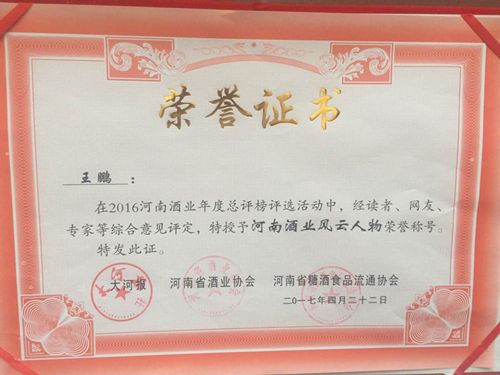 荣誉证书
王鹏：
在2016河南酒业年度总评榜评选活动中，经读者、网友、
专家等综合意见评定，特授予河南酒业风云人物荣誉称号。
特发此证。
大河报 河南省酒业协会 河南省糖酒食品流通协会
二〇一七年四月二十二日